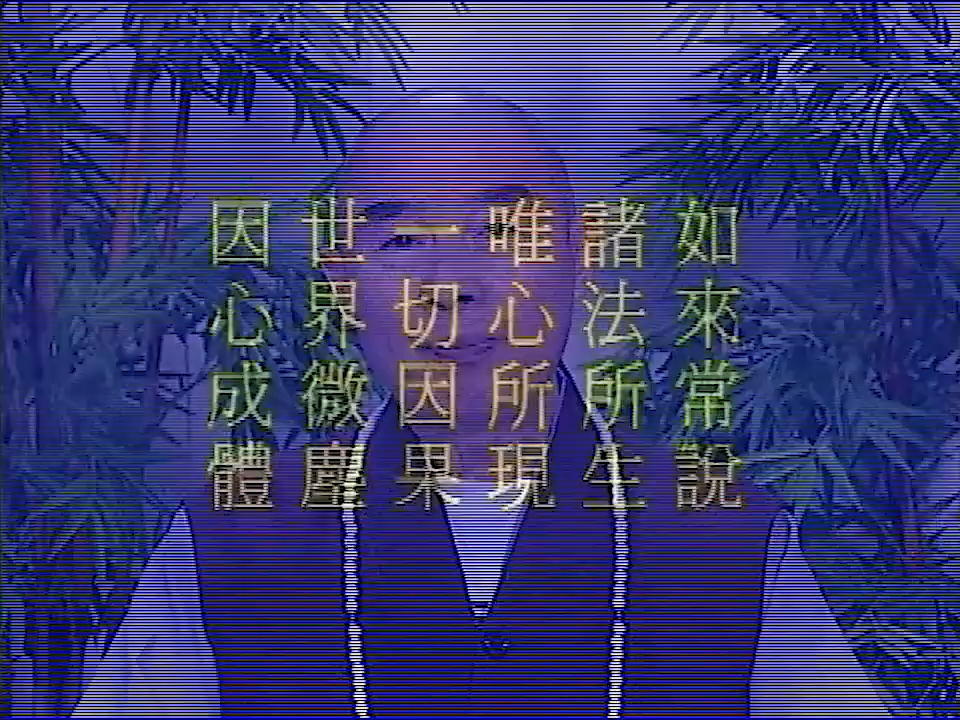 如來常說
諸法所生
唯心所現
一切因果
世界微塵
因心成體